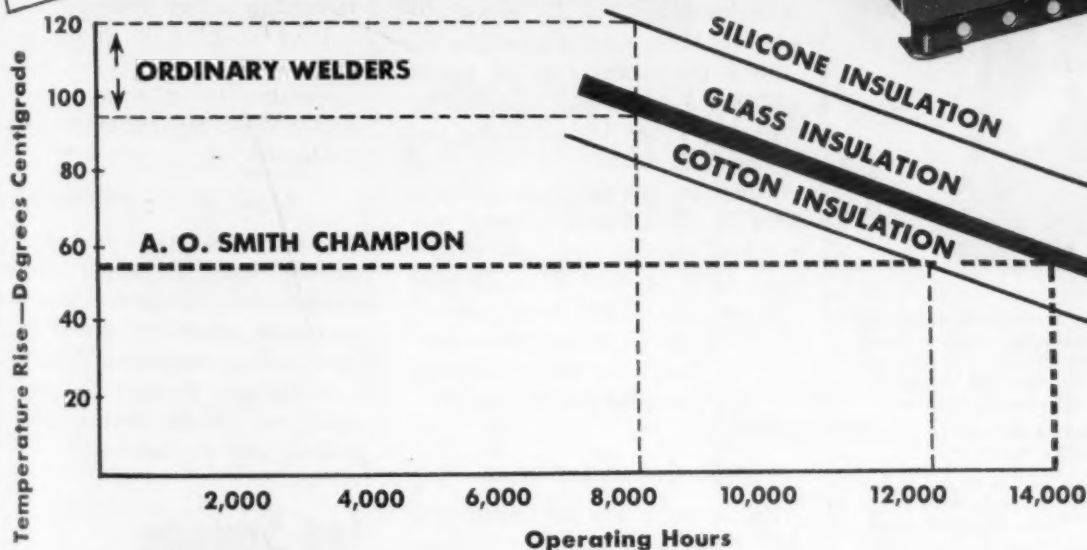 120
ORDINARY WELDERS
SILICONE INSULATION
100
GLASS INSULATION
80
COTTON INSULATION
A. O. SMITH CHAMPION
60
40
20
Temperature Rise—Degrees Centigrade
2,000 4,000 6,000 8,000 10,000 12,000 14,000
Operating Hours